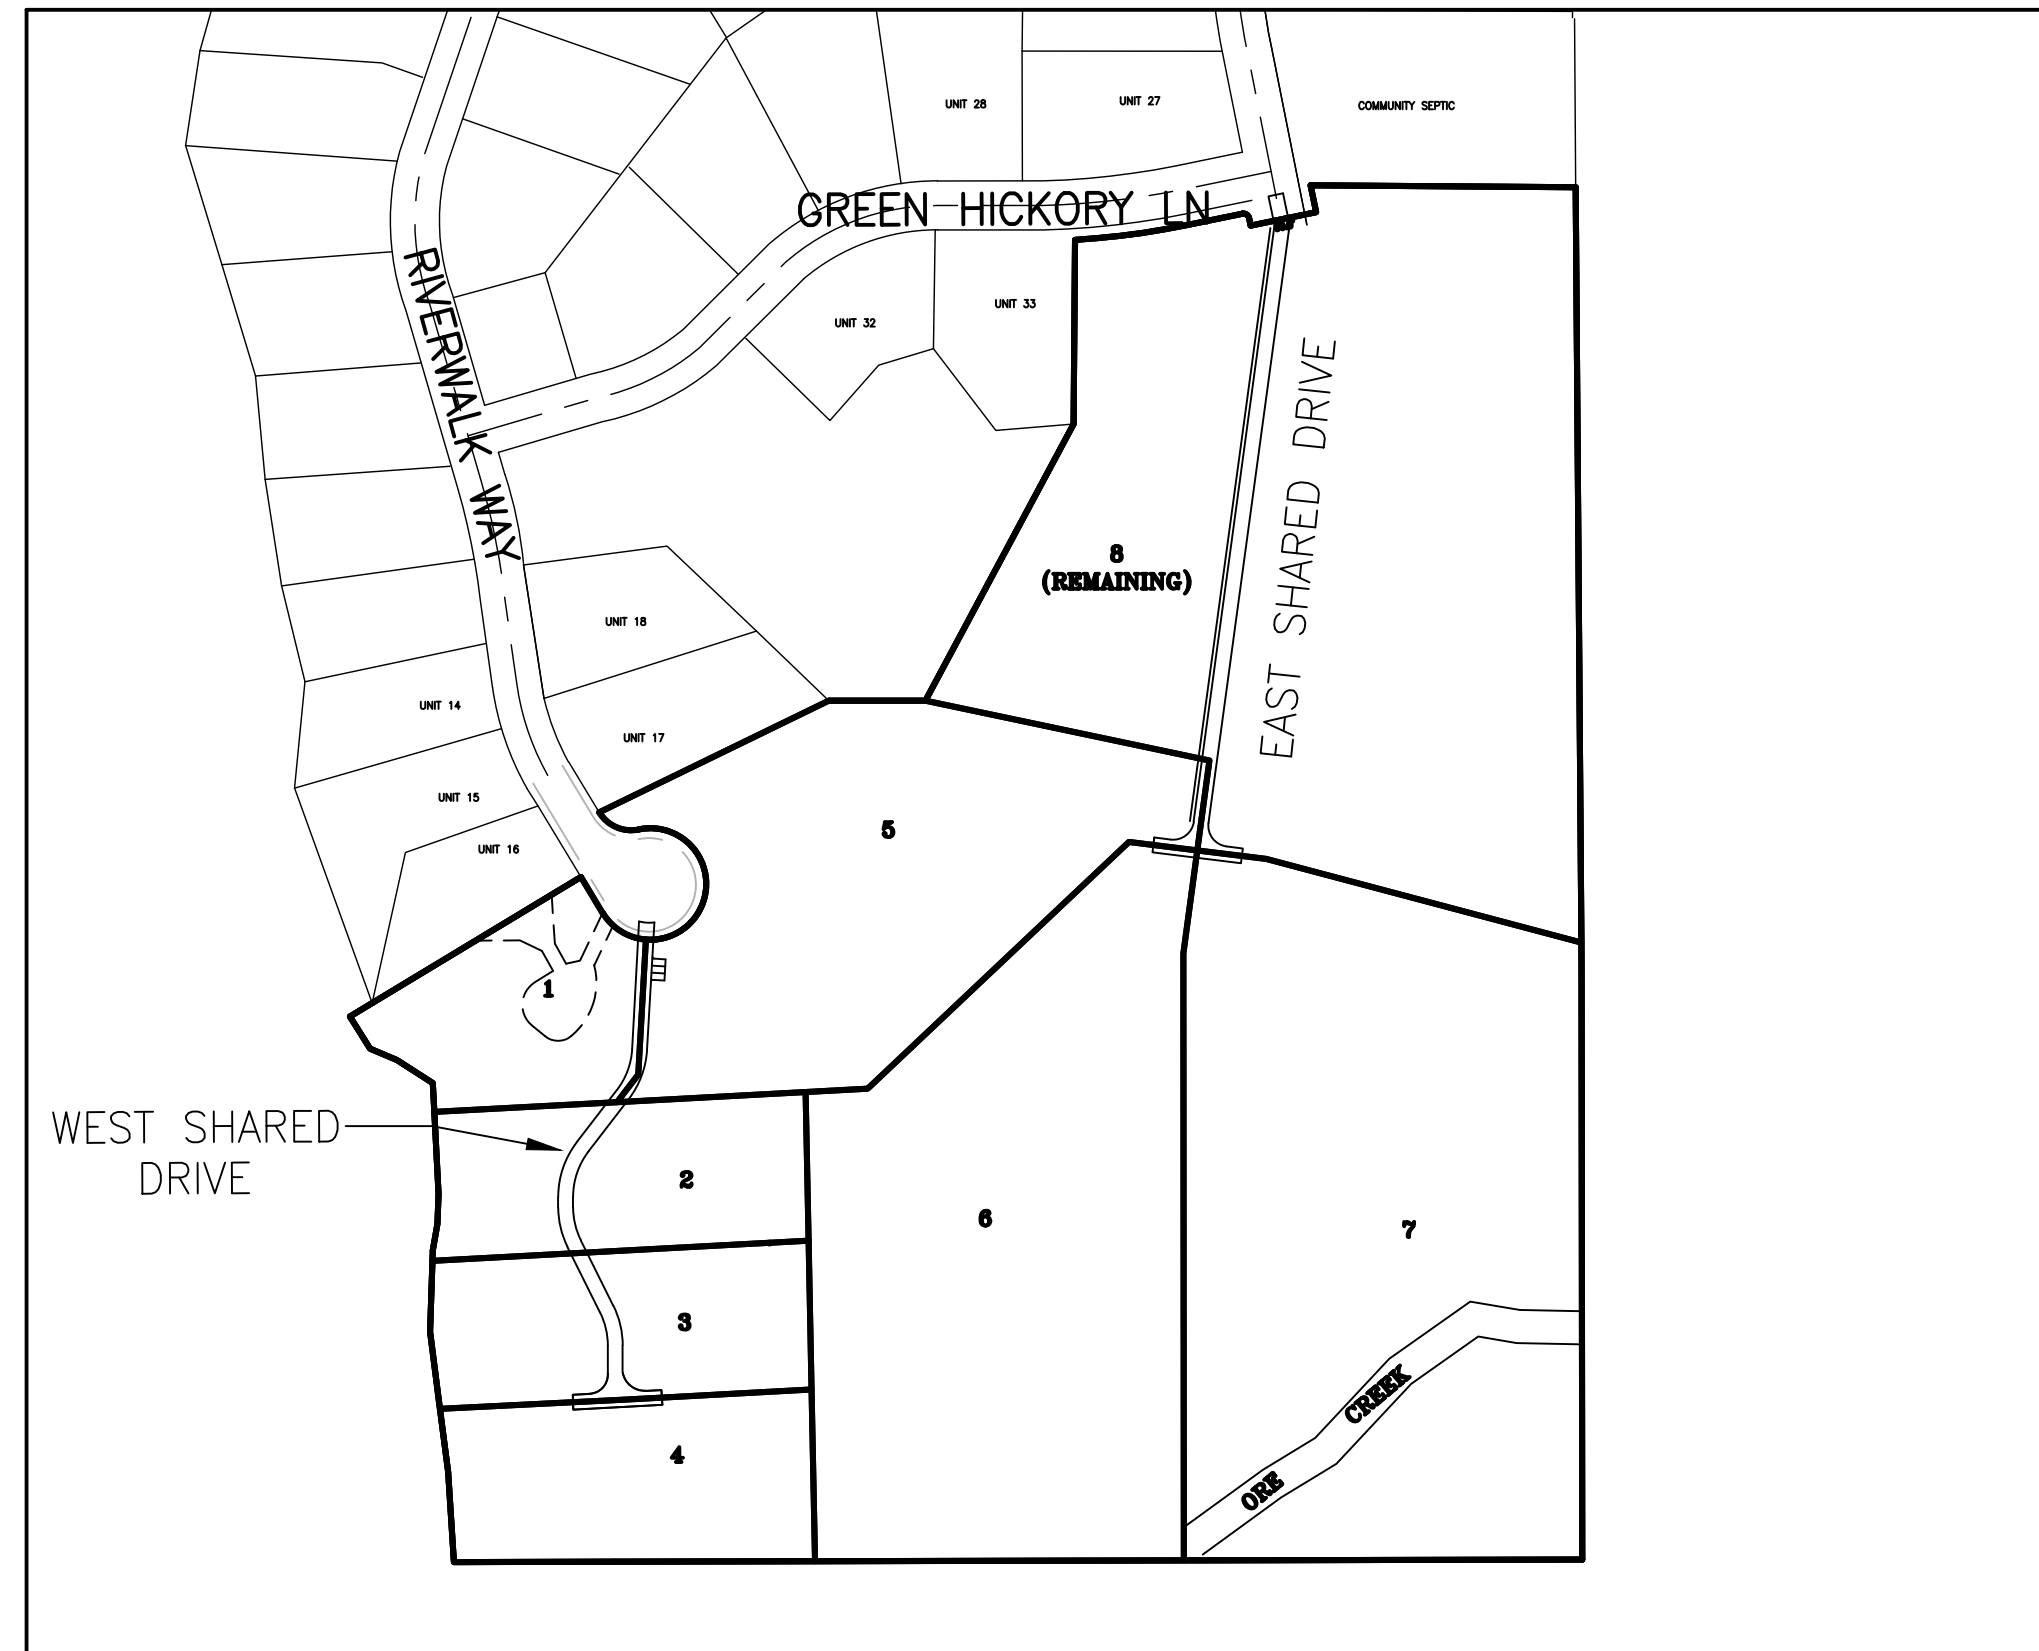 UNIT 28
UNIT 27
COMMUNITY SEPTIC
GREEN HICKORY LN
RIVERWALK WAY
UNIT 33
UNIT 32
EAST SHARED DRIVE
8
(REMAINING)
UNIT 18
UNIT 14
UNIT 17
UNIT 15
UNIT 16
5
1
WEST SHARED
DRIVE
2
6
7
3
4
ORE CREEK